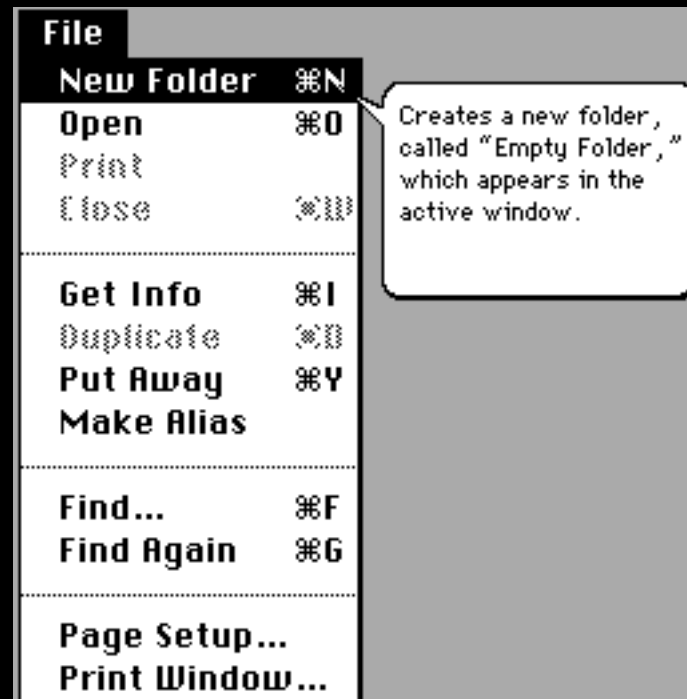 File
New Folder ⌘N
Open ⌘O
Print
Close ⌘W
Get Info ⌘I
Duplicate ⌘D
Put Away ⌘Y
Make Alias
Find... ⌘F
Find Again ⌘G
Page Setup...
Print Window...
Creates a new folder,
called “Empty Folder,”
which appears in the
active window.